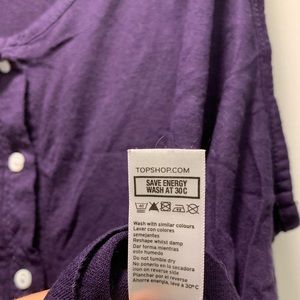 TOPSHOP.COM
SAVE ENERGY
WASH AT 30C
Wash with similar colours
Lavar con colores
semejantes
Reshape whilst damp
Dar forma mientras
este humedo
Do not tumble dry
No ponerlo en la secadora
Iron on reverse side
Planchar por el reverso